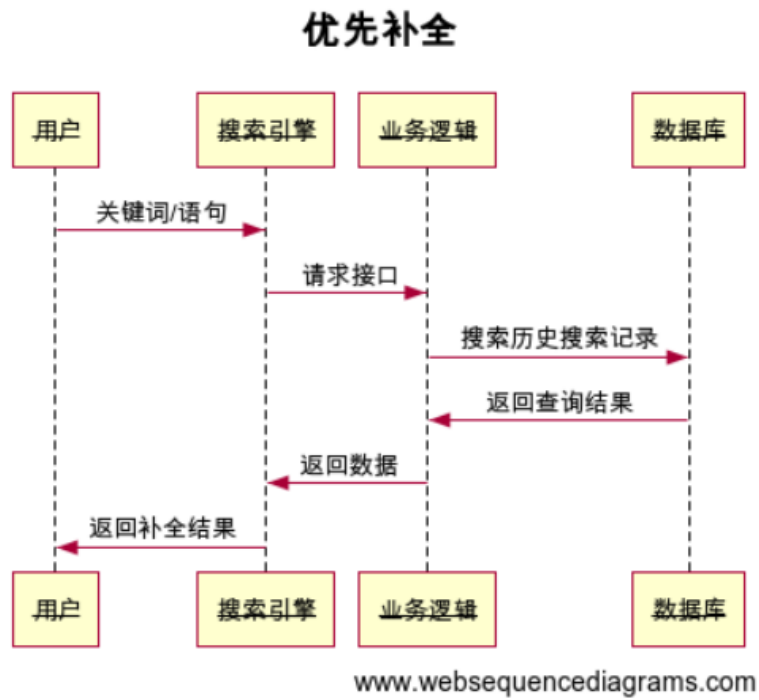 优先补全
用户 搜索引擎 业务逻辑 数据库
关键词/语句
请求接口
搜索历史搜索记录
返回查询结果
返回数据
返回补全结果
用户 搜索引擎 业务逻辑 数据库
www.websequencediagrams.com